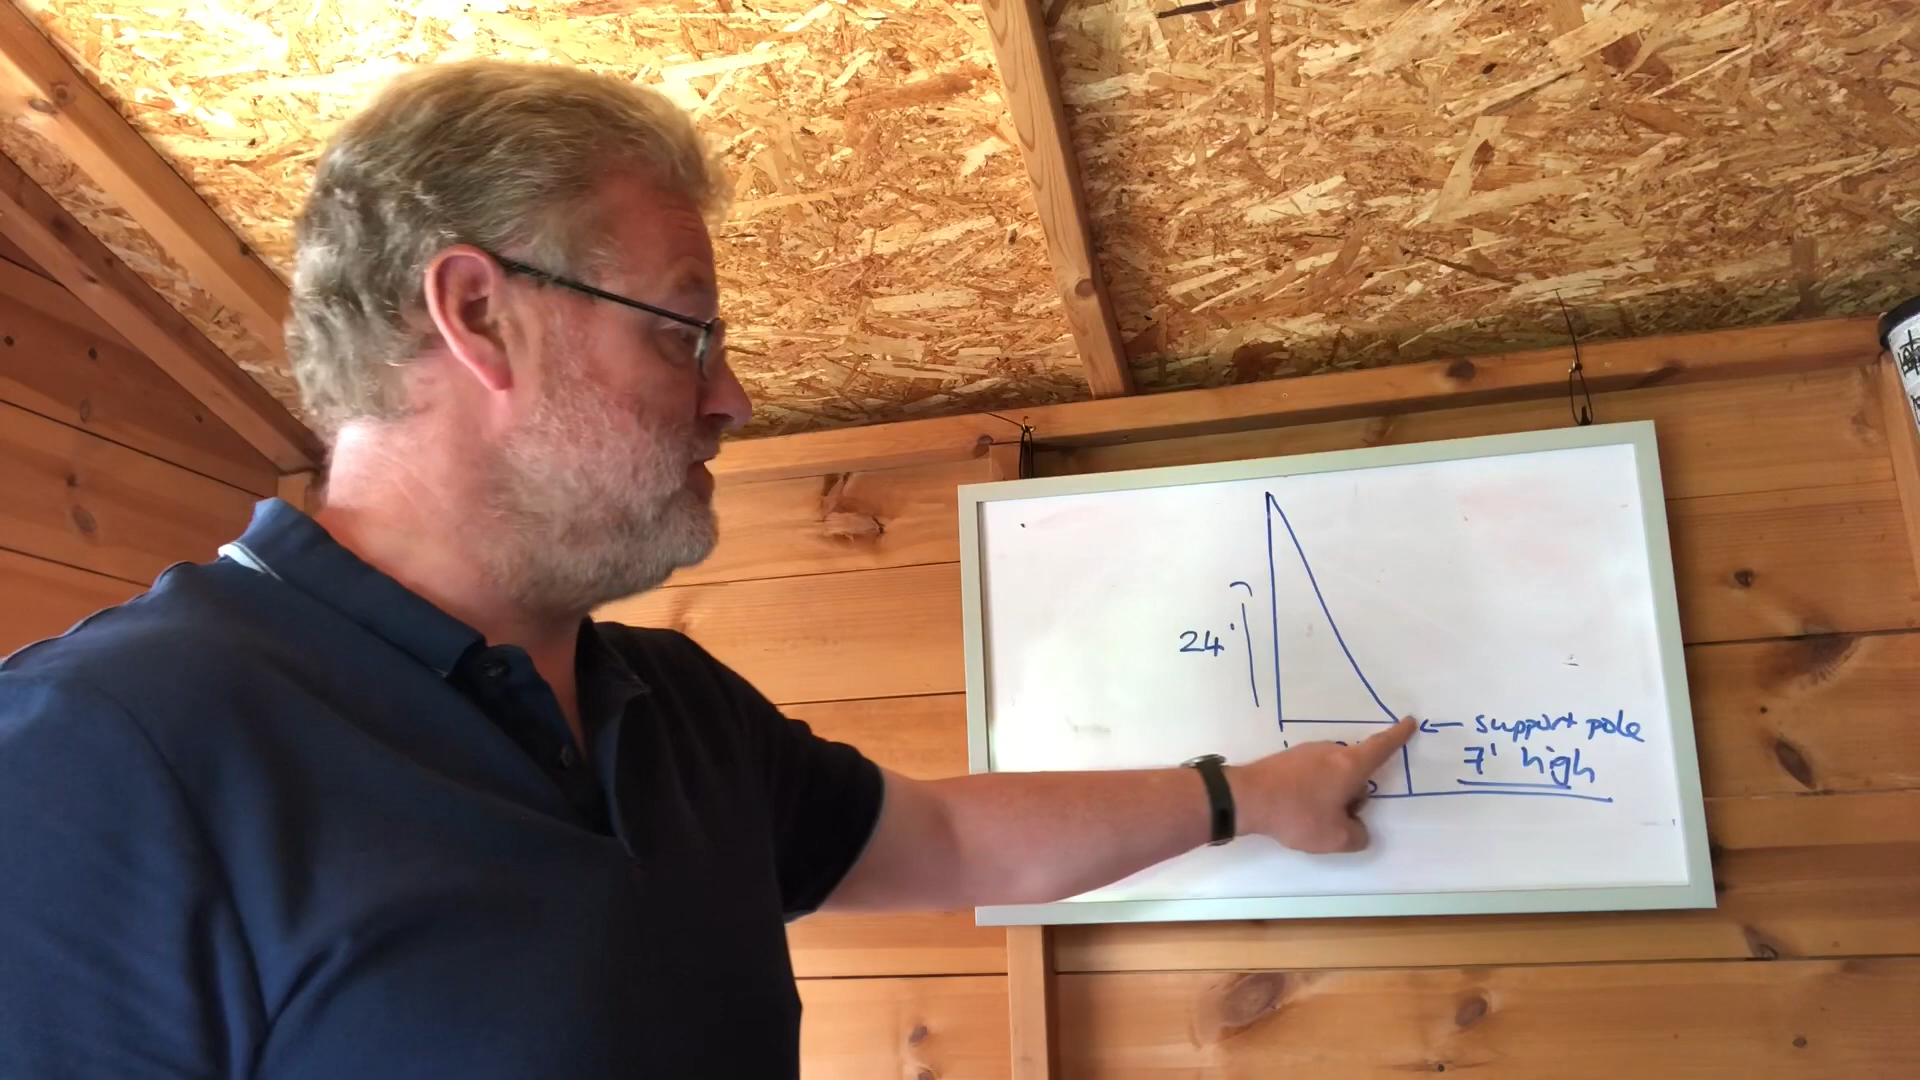 24'
← support pole
7' high